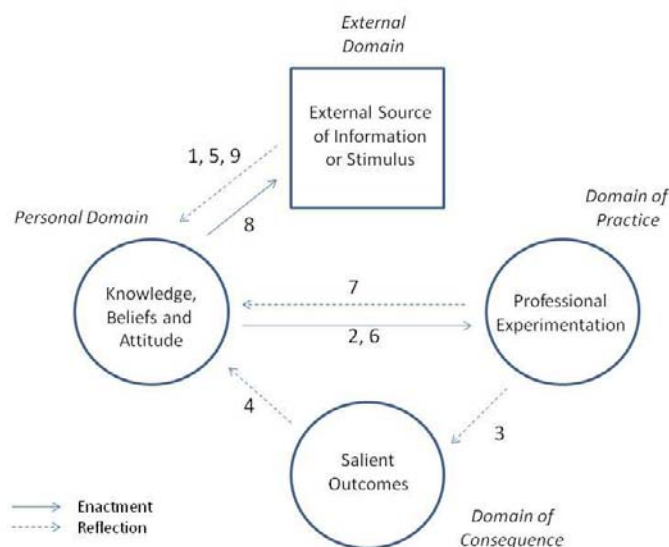 External
Domain
External Source
of Information
or Stimulus
1, 5, 9
8
Personal Domain
Domain of
Practice
Knowledge,
Beliefs and
Attitude
7
2, 6
Professional
Experimentation
4
3
Salient
Outcomes
Enactment
Reflection
Domain of
Consequence